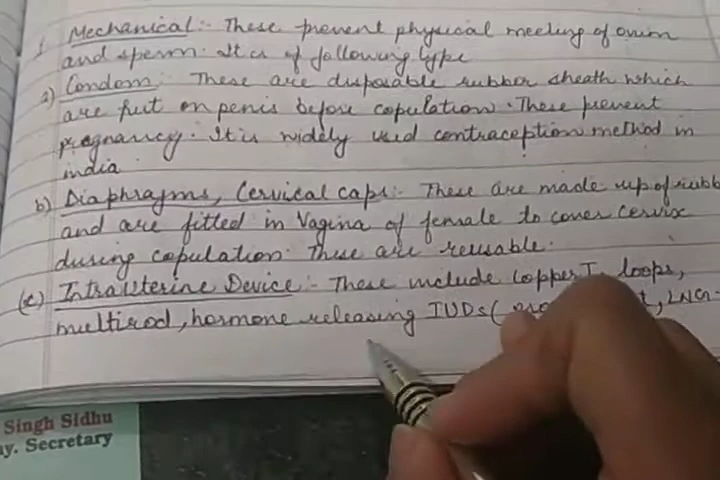 1. Mechanical:- These prevent physical meeting of ovum
and sperm. It is of following type
a) Condom:- These are disposable rubber sheath which
are put on penis before copulation. These prevent
pregnancy. It is widely used contraception method in
india.
b) Diaphragms, Cervical caps:- These are made up of rubb
and are fitted in Vagina of female to cover cervix
during copulation. These are reusable.
(c) Intrauterine Device:- These include Copper T, loops,
multirod, hormone releasing IUDs( t, LNG-
Singh Sidhu
ay. Secretary